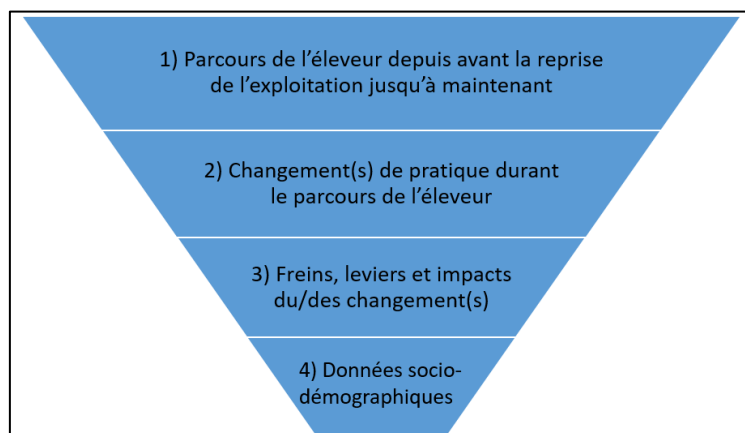 1) Parcours de l’éleveur depuis avant la reprise
de l’exploitation jusqu’à maintenant
2) Changement(s) de pratique durant
le parcours de l’éleveur
3) Freins, leviers et impacts
du/des changement(s)
4) Données socio-
démographiques